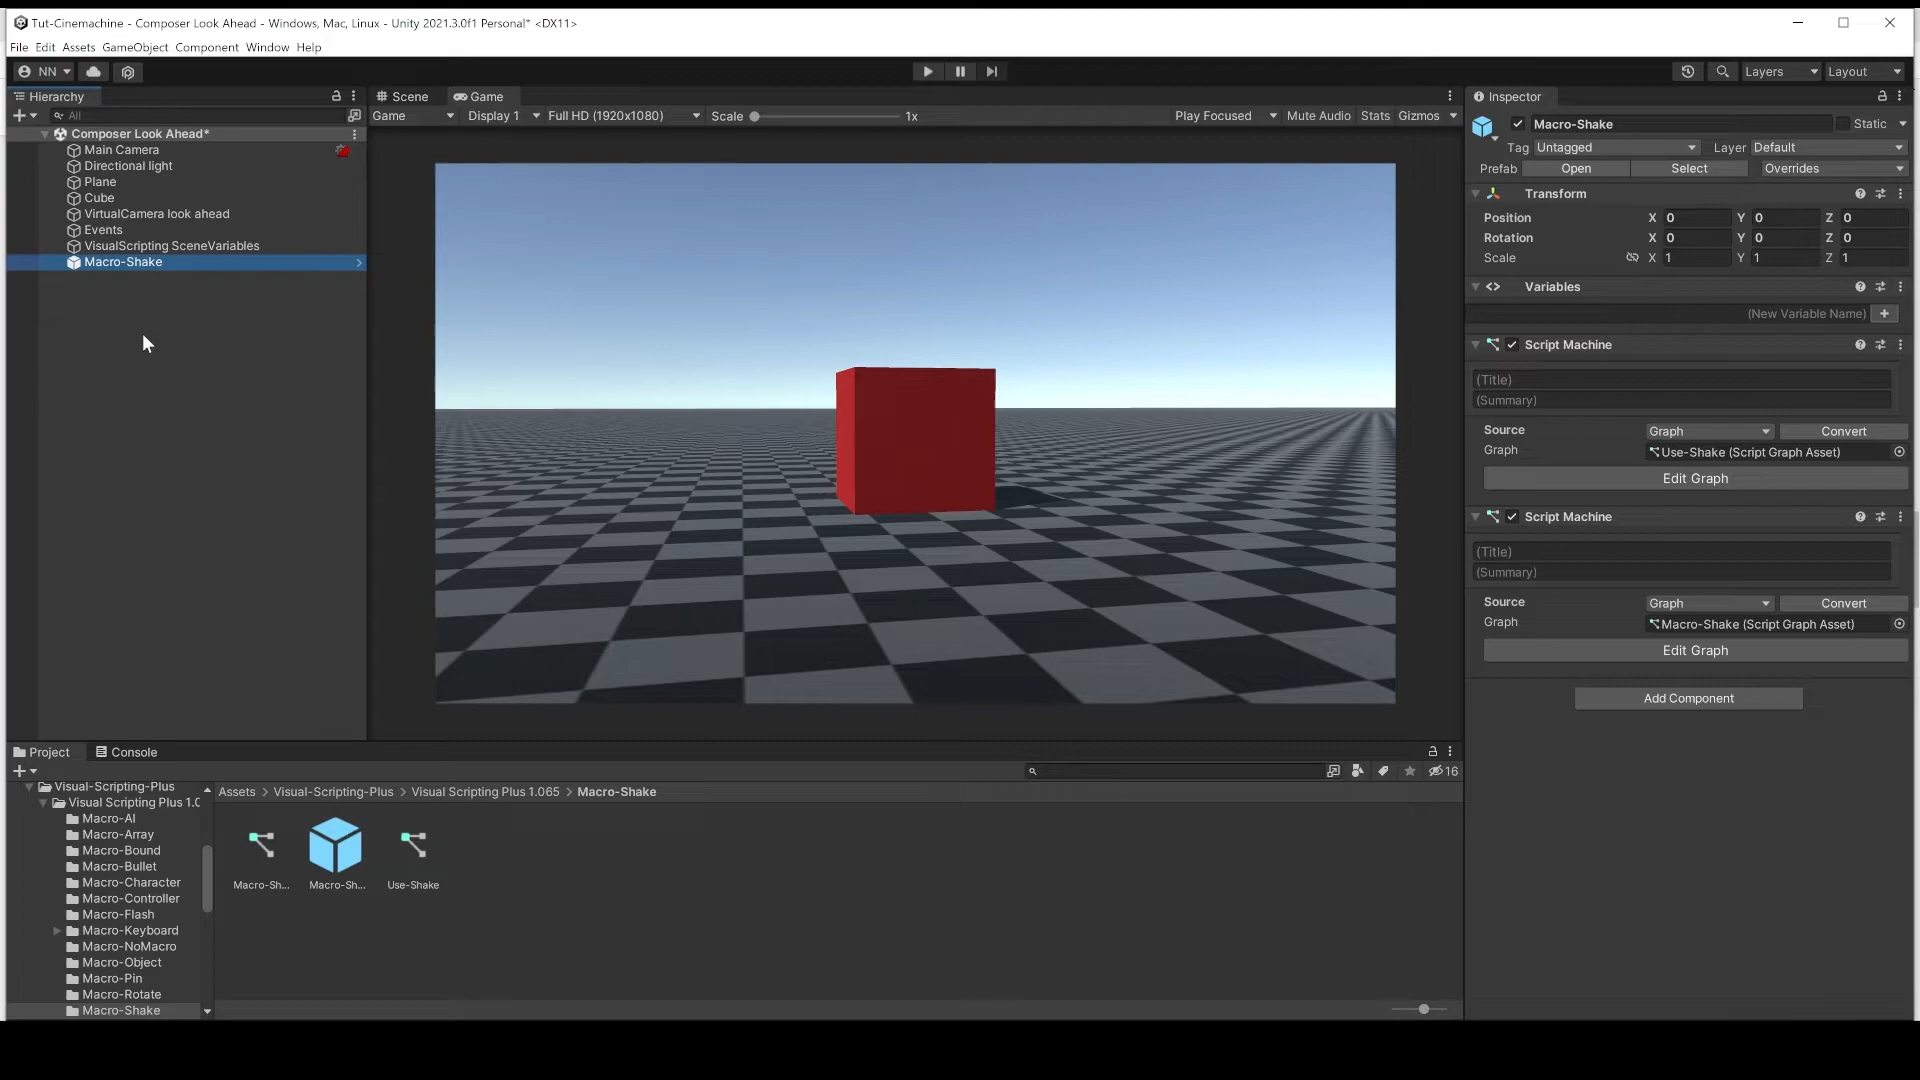 Tut-Cinemachine - Composer Look Ahead - Windows, Mac, Linux - Unity 2021.3.0f1 Personal* <DX11>
File Edit Assets GameObject Component Window Help
NN
Layers
Layout
Hierarchy
All
Composer Look Ahead*
Main Camera
Directional light
Plane
Cube
VirtualCamera look ahead
Events
VisualScripting SceneVariables
Macro-Shake
Scene
Game
Game
Display 1
Full HD (1920x1080)
Scale
1x
Play Focused
Mute Audio
Stats
Gizmos
Inspector
Macro-Shake
Static
Tag Untagged
Layer Default
Prefab
Open
Select
Overrides
Transform
Position X 0 Y 0 Z 0
Rotation X 0 Y 0 Z 0
Scale X 1 Y 1 Z 1
Variables
(New Variable Name)
Script Machine
(Title)
(Summary)
Source Graph Convert
Graph Use-Shake (Script Graph Asset)
Edit Graph
Script Machine
(Title)
(Summary)
Source Graph Convert
Graph Macro-Shake (Script Graph Asset)
Edit Graph
Add Component
Project
Console
16
Visual-Scripting-Plus
Visual Scripting Plus 1.0
Macro-AI
Macro-Array
Macro-Bound
Macro-Bullet
Macro-Character
Macro-Controller
Macro-Flash
Macro-Keyboard
Macro-NoMacro
Macro-Object
Macro-Pin
Macro-Rotate
Macro-Shake
Assets > Visual-Scripting-Plus > Visual Scripting Plus 1.065 > Macro-Shake
Macro-Sh...
Macro-Sh...
Use-Shake